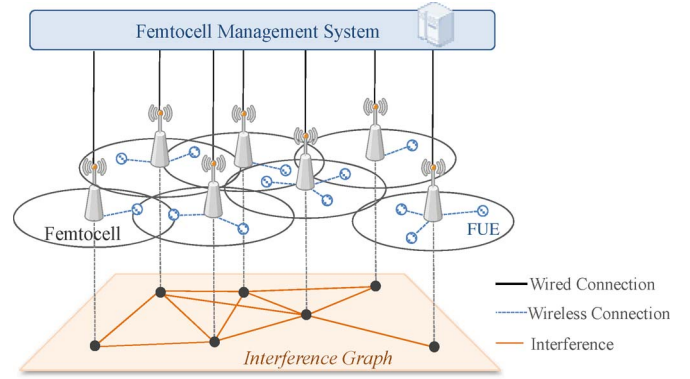 Femtocell Management System
Femtocell
FUE
Wired Connection
Wireless Connection
Interference
Interference Graph